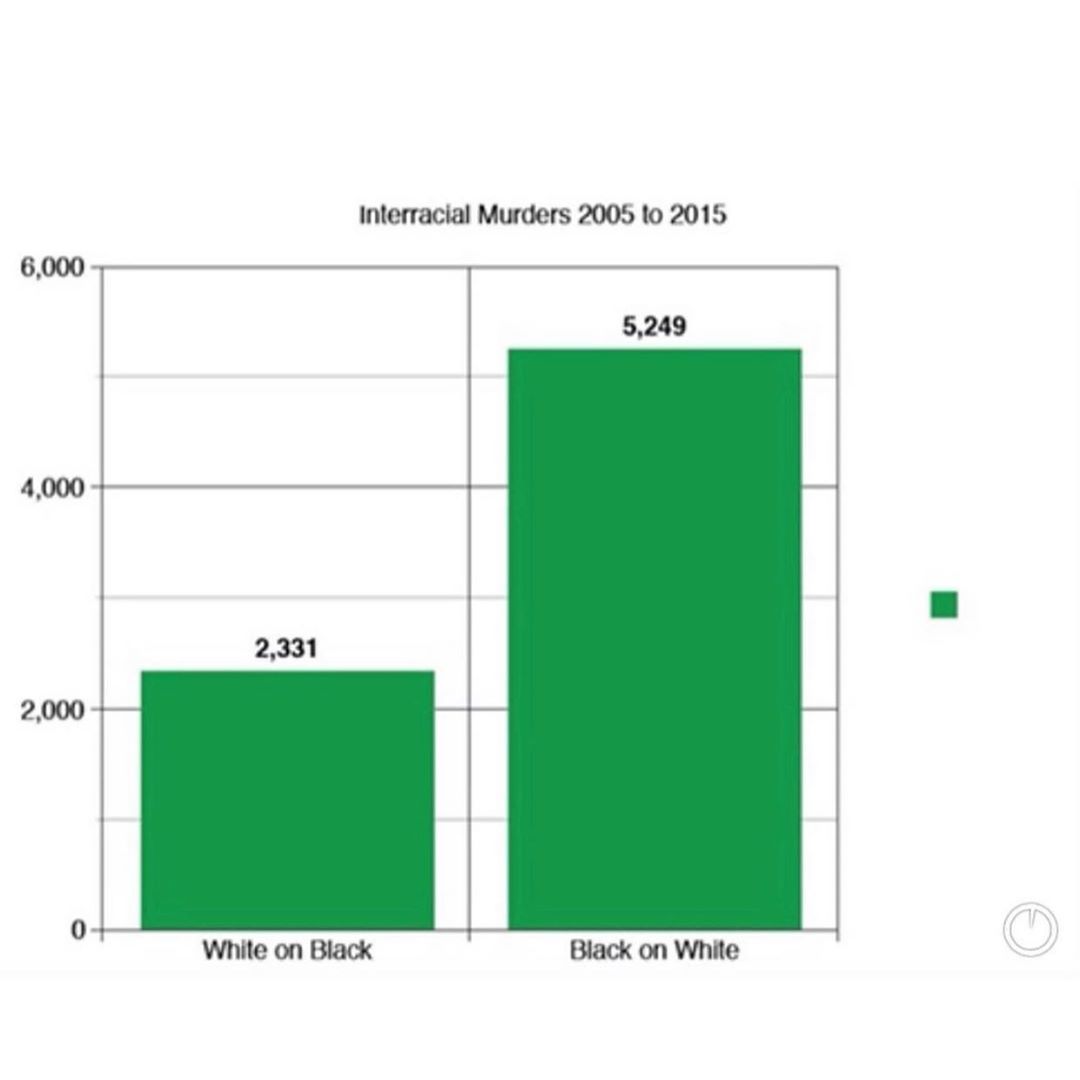 Interracial Murders 2005 to 2015
6,000
5,249
4,000
2,331
2,000
0
White on Black
Black on White